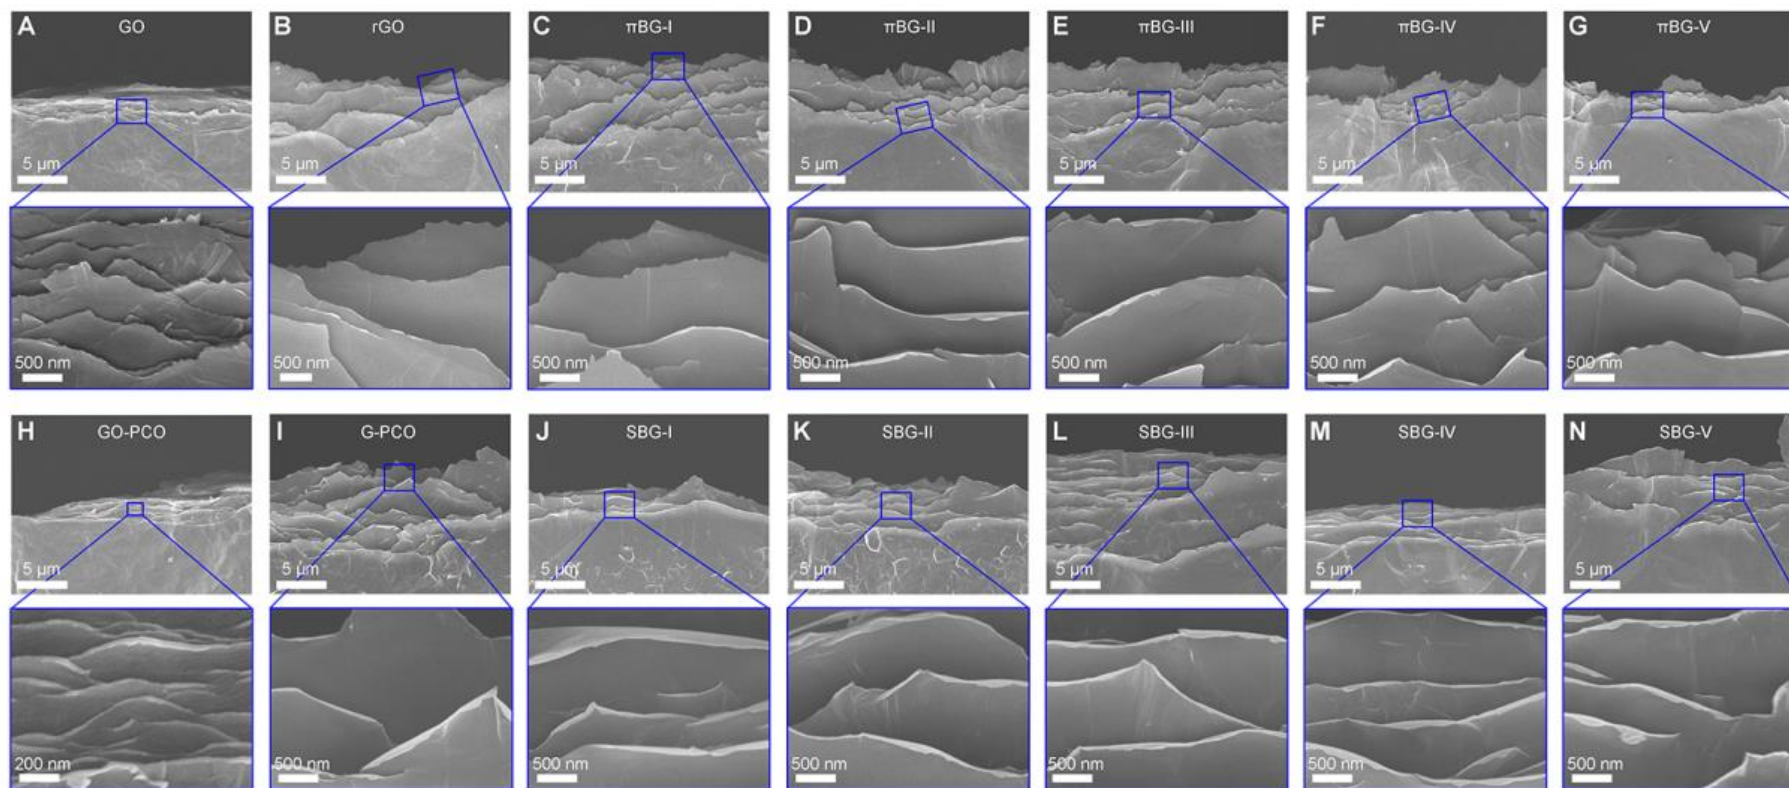 A GO
B rGO
C πBG-I
D πBG-II
E πBG-III
F πBG-IV
G πBG-V
5 μm
5 μm
5 μm
5 μm
5 μm
5 μm
5 μm
500 nm
500 nm
500 nm
500 nm
500 nm
500 nm
500 nm
H GO-PCO
I G-PCO
J SBG-I
K SBG-II
L SBG-III
M SBG-IV
N SBG-V
5 μm
5 μm
5 μm
5 μm
5 μm
5 μm
5 μm
200 nm
500 nm
500 nm
500 nm
500 nm
500 nm
500 nm